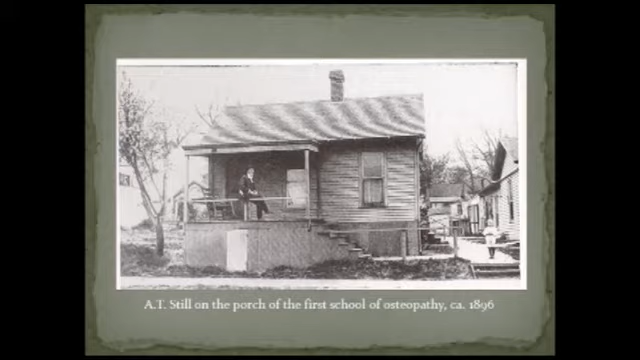 A.T. Still on the porch of the first school of osteopathy, ca. 1896